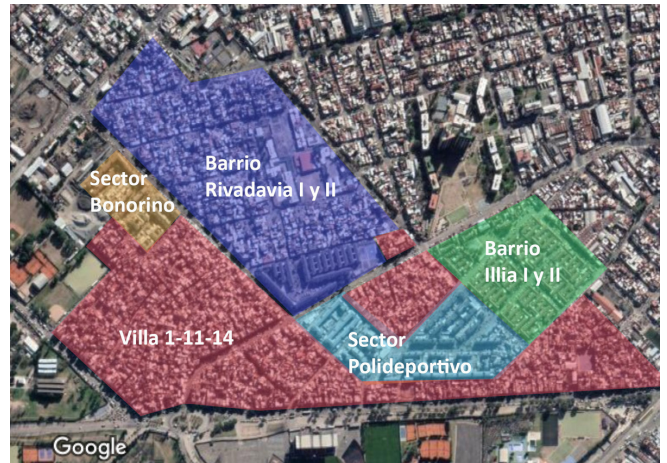 Barrio
Rivadavia I y II
Sector
Bonorino
Barrio
Illia I y II
Villa 1-11-14
Sector
Polideportivo
Google